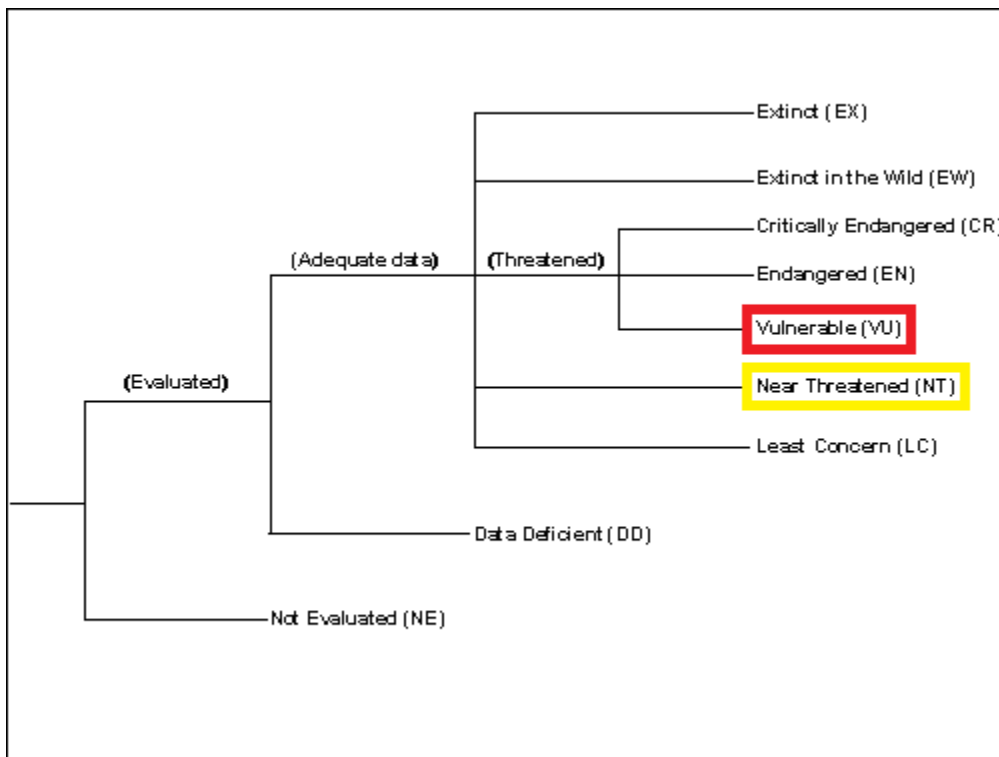 Extinct (EX)
Extinct in the Wild (EW)
Critically Endangered (CR)
(Adequate data)
(Threatened)
Endangered (EN)
Vulnerable (VU)
(Evaluated)
Near Threatened (NT)
Least Concern (LC)
Data Deficient (DD)
Not Evaluated (NE)